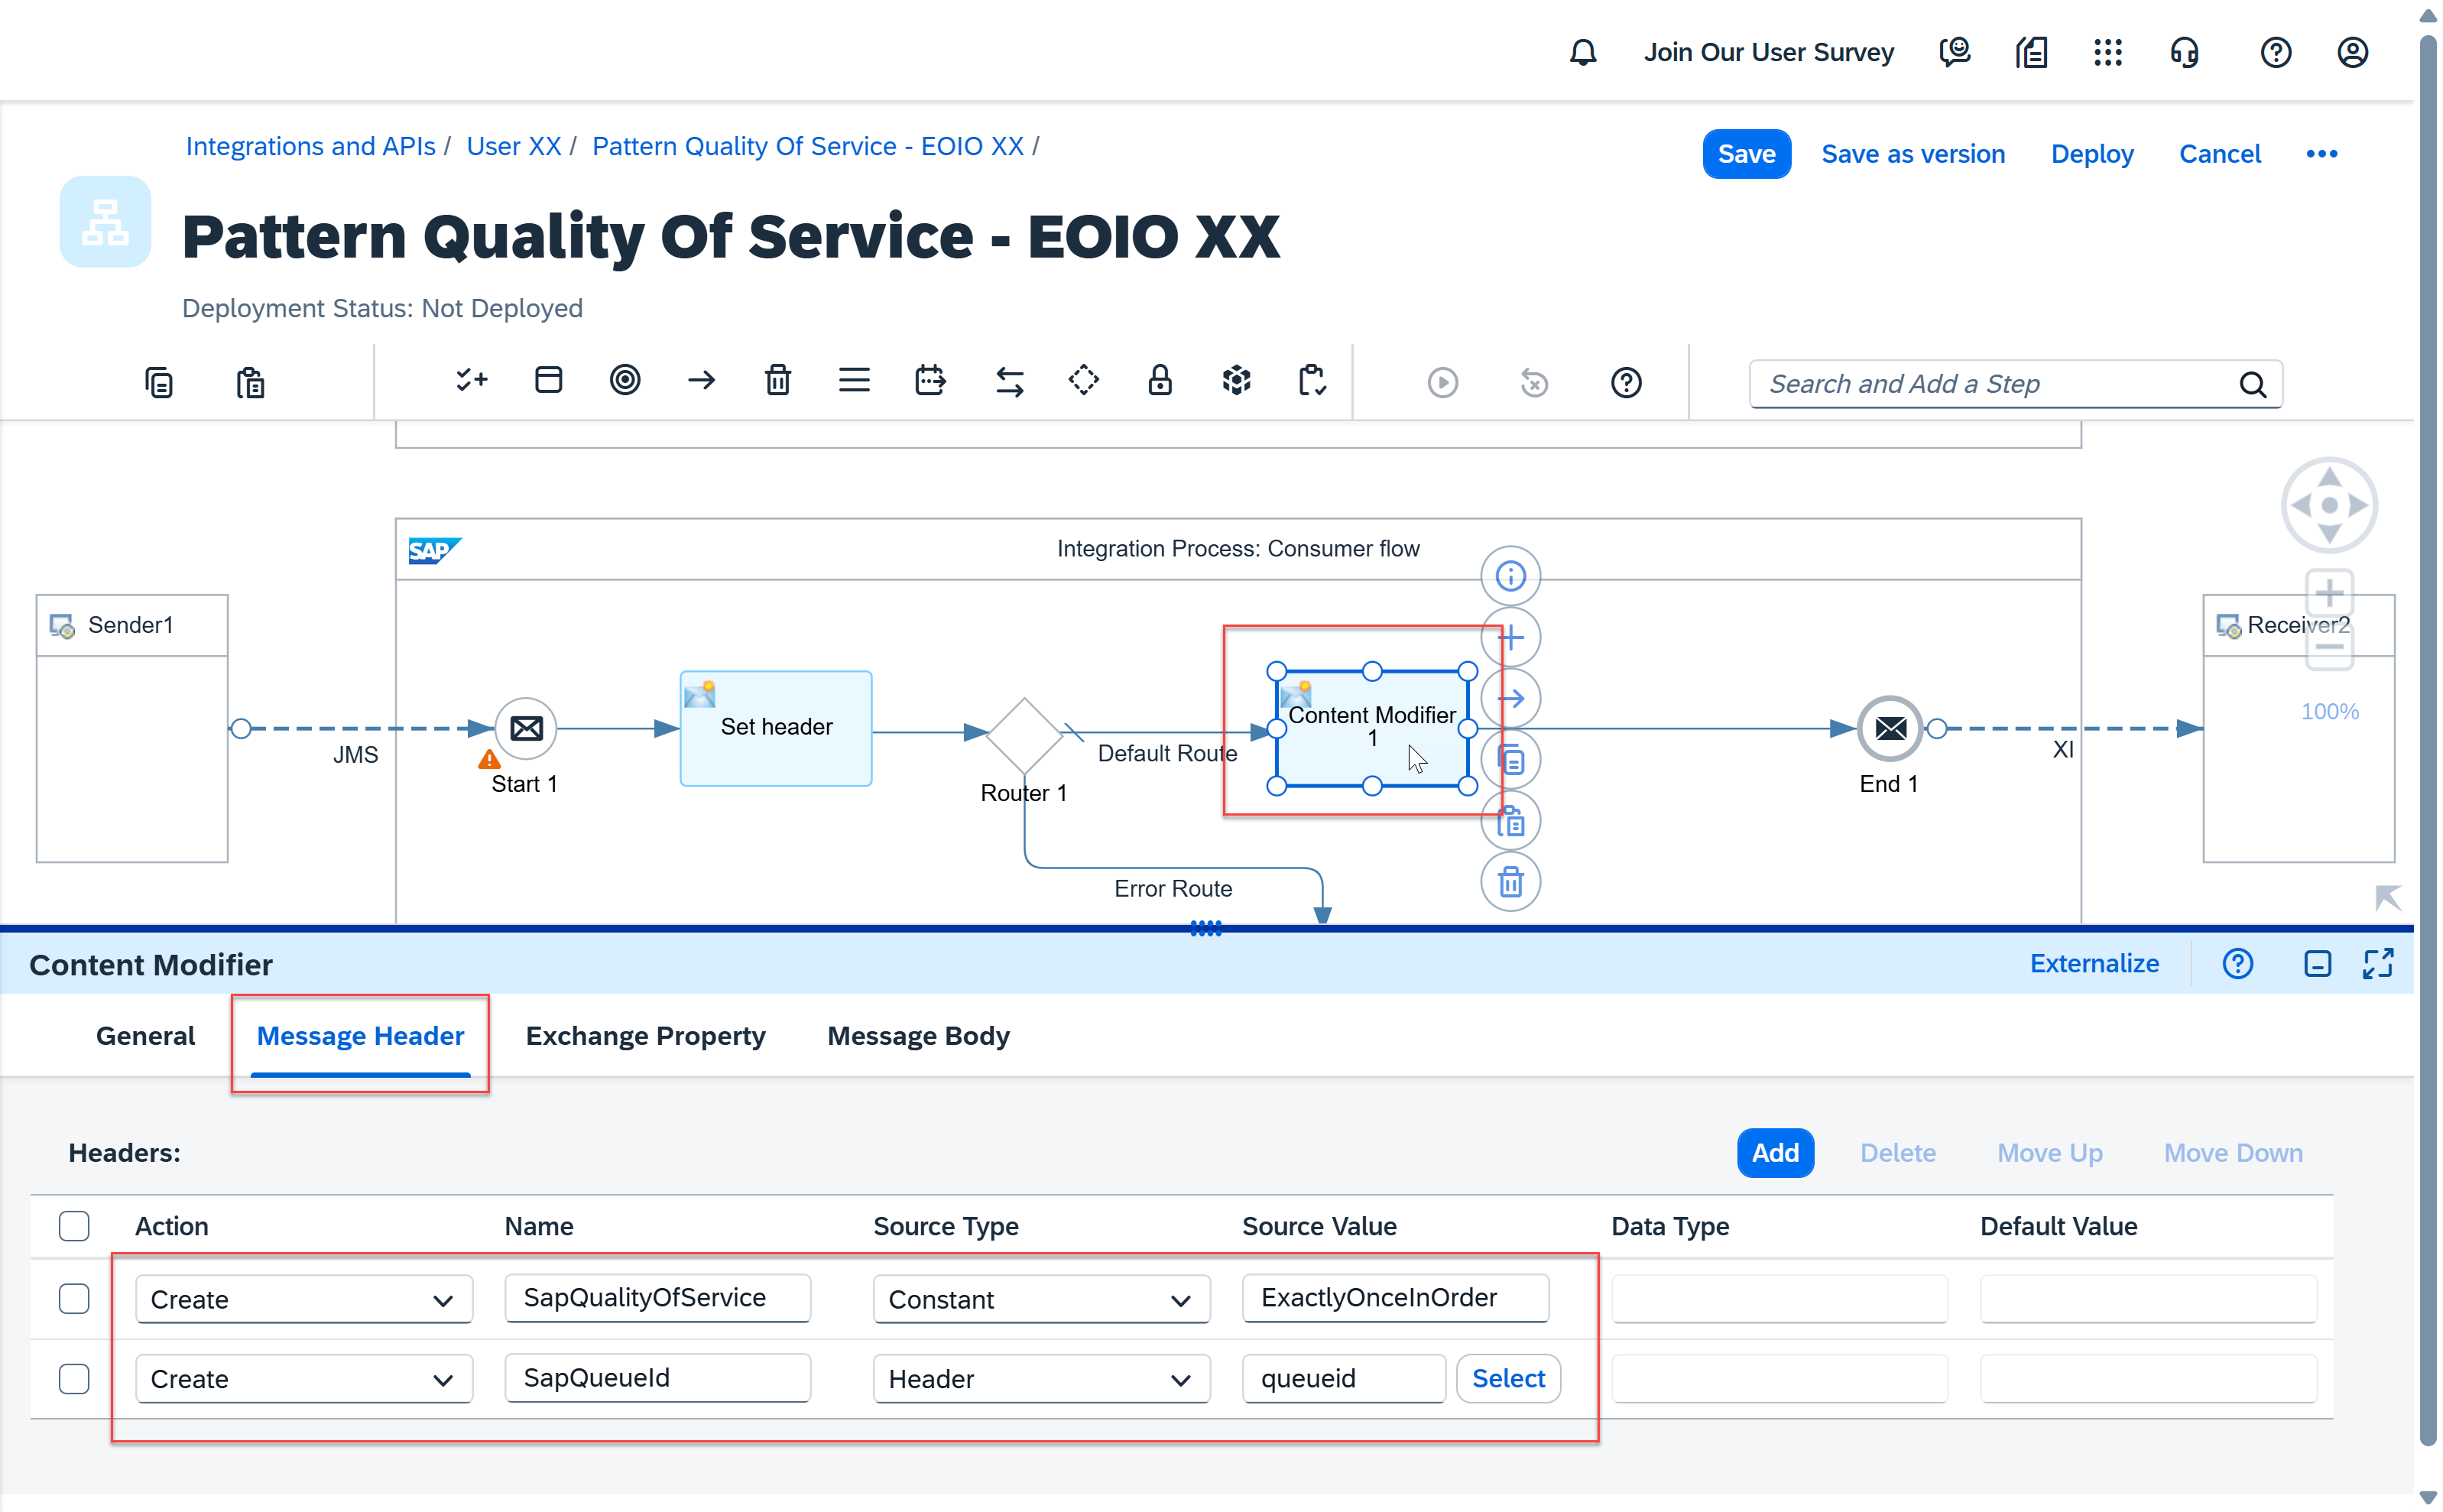 Join Our User Survey
Integrations and APIs / User XX / Pattern Quality Of Service - EOIO XX /
Save Save as version Deploy Cancel
Pattern Quality Of Service - EOIO XX
Deployment Status: Not Deployed
Search and Add a Step
SAP
Integration Process: Consumer flow
Sender1
Receiver2
Set header
Content Modifier
1
100%
JMS
Default Route
XI
Start 1
Router 1
End 1
Error Route
Content Modifier
Externalize
General Message Header Exchange Property Message Body
Headers:
Add Delete Move Up Move Down
Action Name Source Type Source Value Data Type Default Value
Create SapQualityOfService Constant ExactlyOnceInOrder
Create SapQueueId Header queueid Select